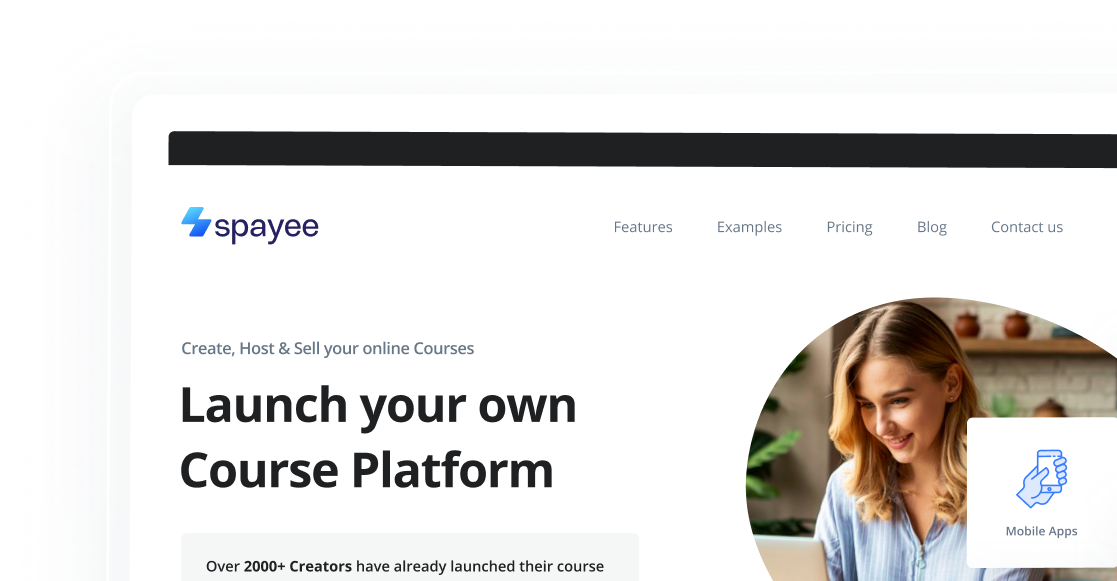 spayee
Features
Examples
Pricing
Blog
Contact us
Create, Host & Sell your online Courses
Launch your own
Course Platform
Mobile Apps
Over 2000+ Creators have already launched their course